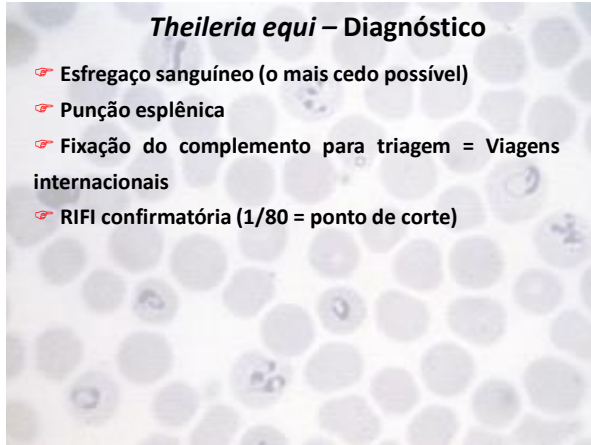 Theileria equi – Diagnóstico
☞ Esfregaço sanguíneo (o mais cedo possível)
☞ Punção esplênica
☞ Fixação do complemento para triagem = Viagens
internacionais
☞ RIFI confirmatória (1/80 = ponto de corte)